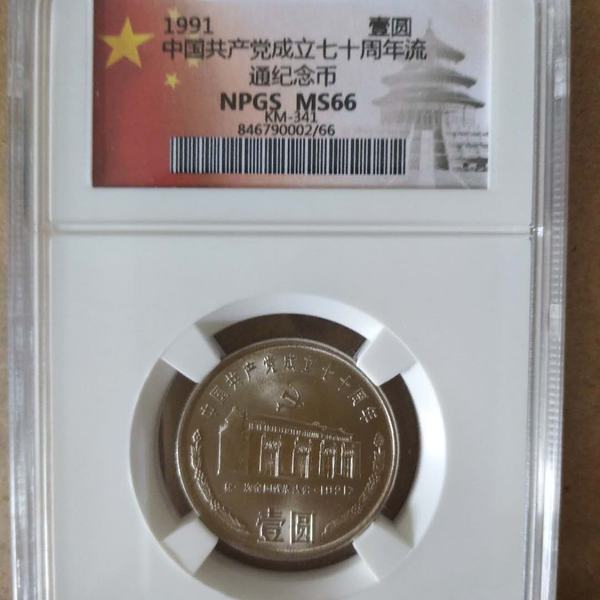 1991 壹圆
中国共产党成立七十周年流
通纪念币
NPGS MS66
KM-341
846790002/66
中国共产党成立七十周年
壹圆